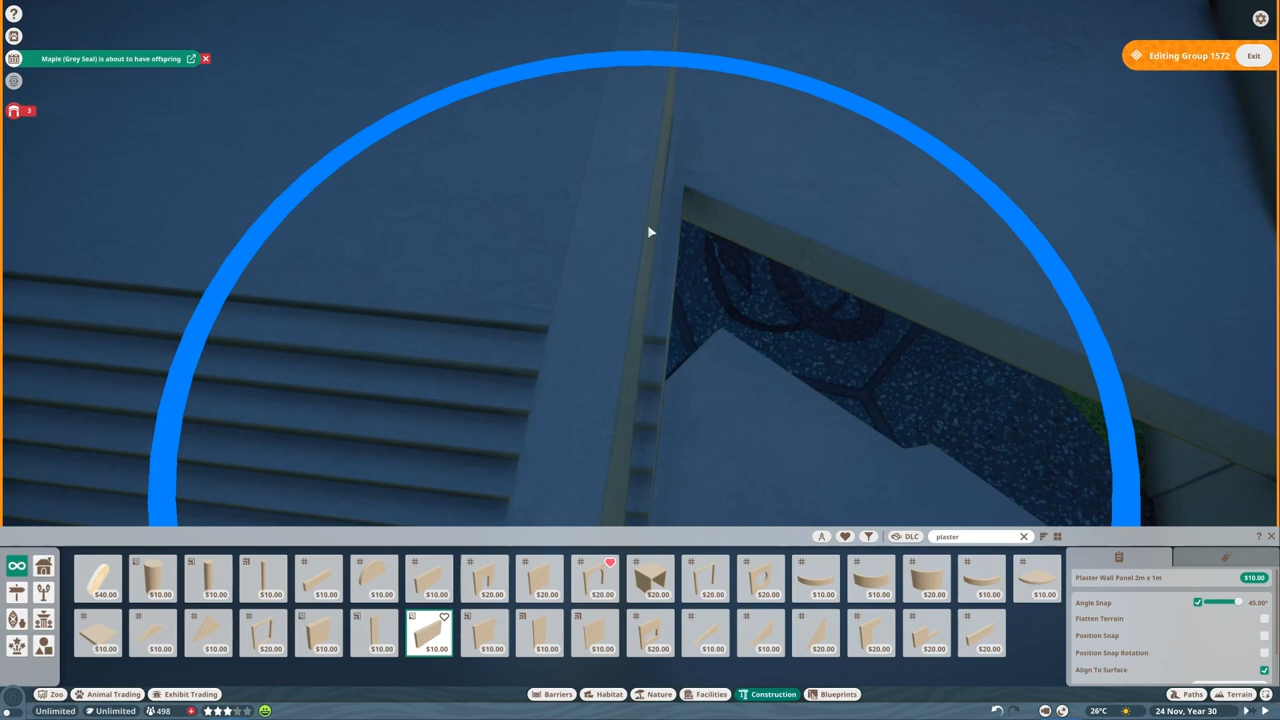 ?
Maple (Grey Seal) is about to have offspring
3
Editing Group 1572
Exit
DLC
plaster
?
$40.00
$10.00
$10.00
$10.00
$10.00
$10.00
$10.00
$20.00
$20.00
$20.00
$20.00
$20.00
$20.00
$10.00
$10.00
$20.00
$10.00
$10.00
$10.00
$10.00
$10.00
$20.00
$10.00
$10.00
$10.00
$10.00
$10.00
$10.00
$20.00
$10.00
$10.00
$10.00
$20.00
$20.00
$20.00
Plaster Wall Panel 2m x 1m
$10.00
Angle Snap
45.00°
Flatten Terrain
Position Snap
Position Snap Rotation
Align To Surface
Zoo
Animal Trading
Exhibit Trading
Barriers
Habitat
Nature
Facilities
Construction
Blueprints
Paths
Terrain
Unlimited
Unlimited
498
26°C
24 Nov, Year 30